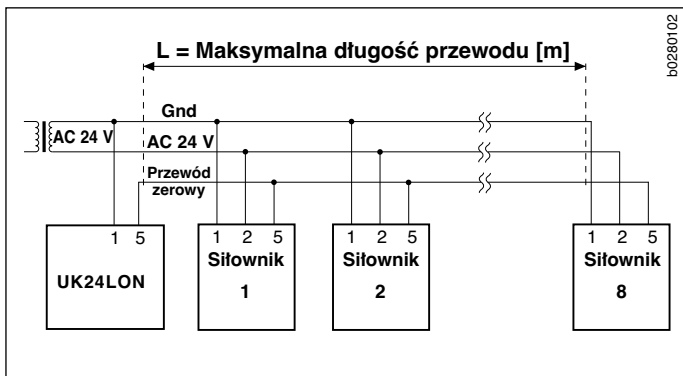 b0280102
L = Maksymalna długość przewodu [m]
Gnd
AC 24 V
AC 24 V
Przewód
zerowy
1 5
UK24LON
1 2 5
Siłownik
1
1 2 5
Siłownik
2
1 2 5
Siłownik
8